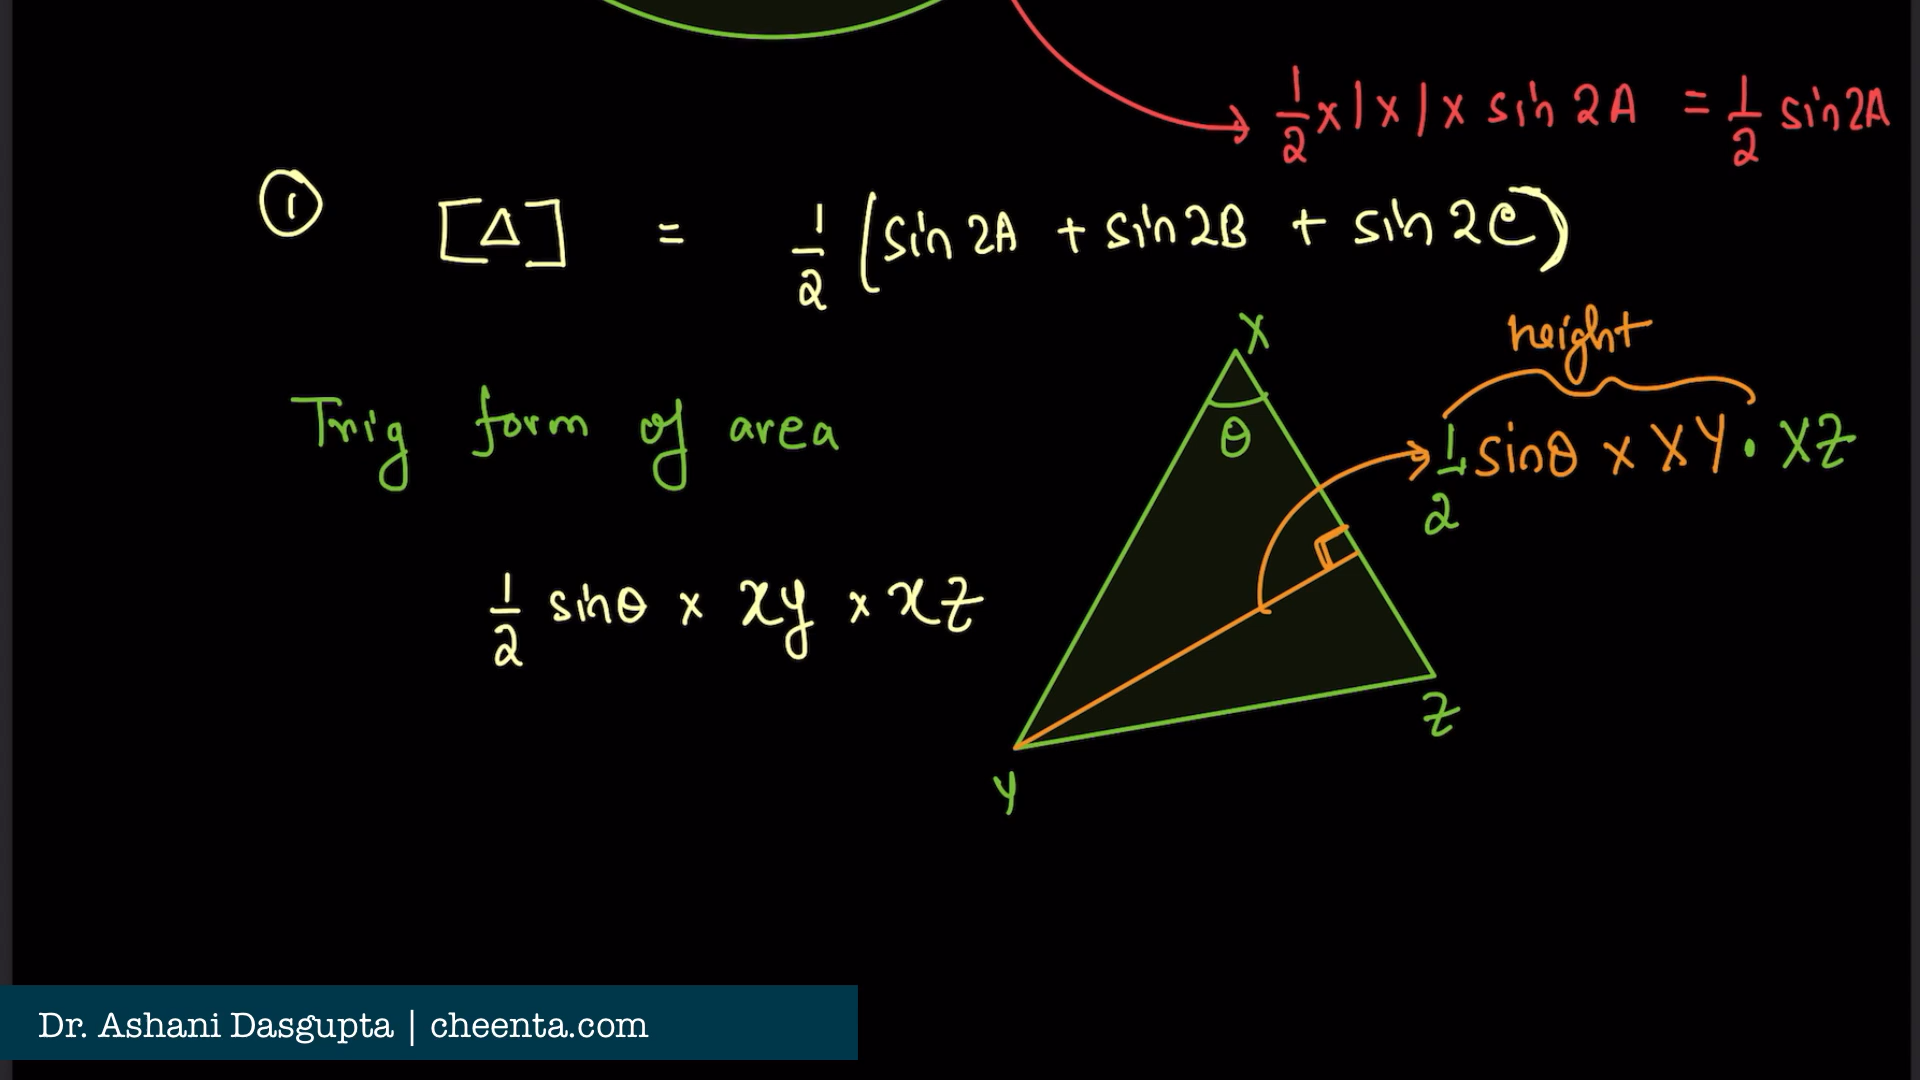 1/2 x 1 x 1 x sin 2A = 1/2 sin 2A
① [Δ] = 1/2 (sin 2A + sin 2B + sin 2C)
X
height
Trig form of area
θ
1/2 sinθ x XY · XZ
1/2 sinθ x xy x xz
Z
Y
Dr. Ashani Dasgupta | cheenta.com